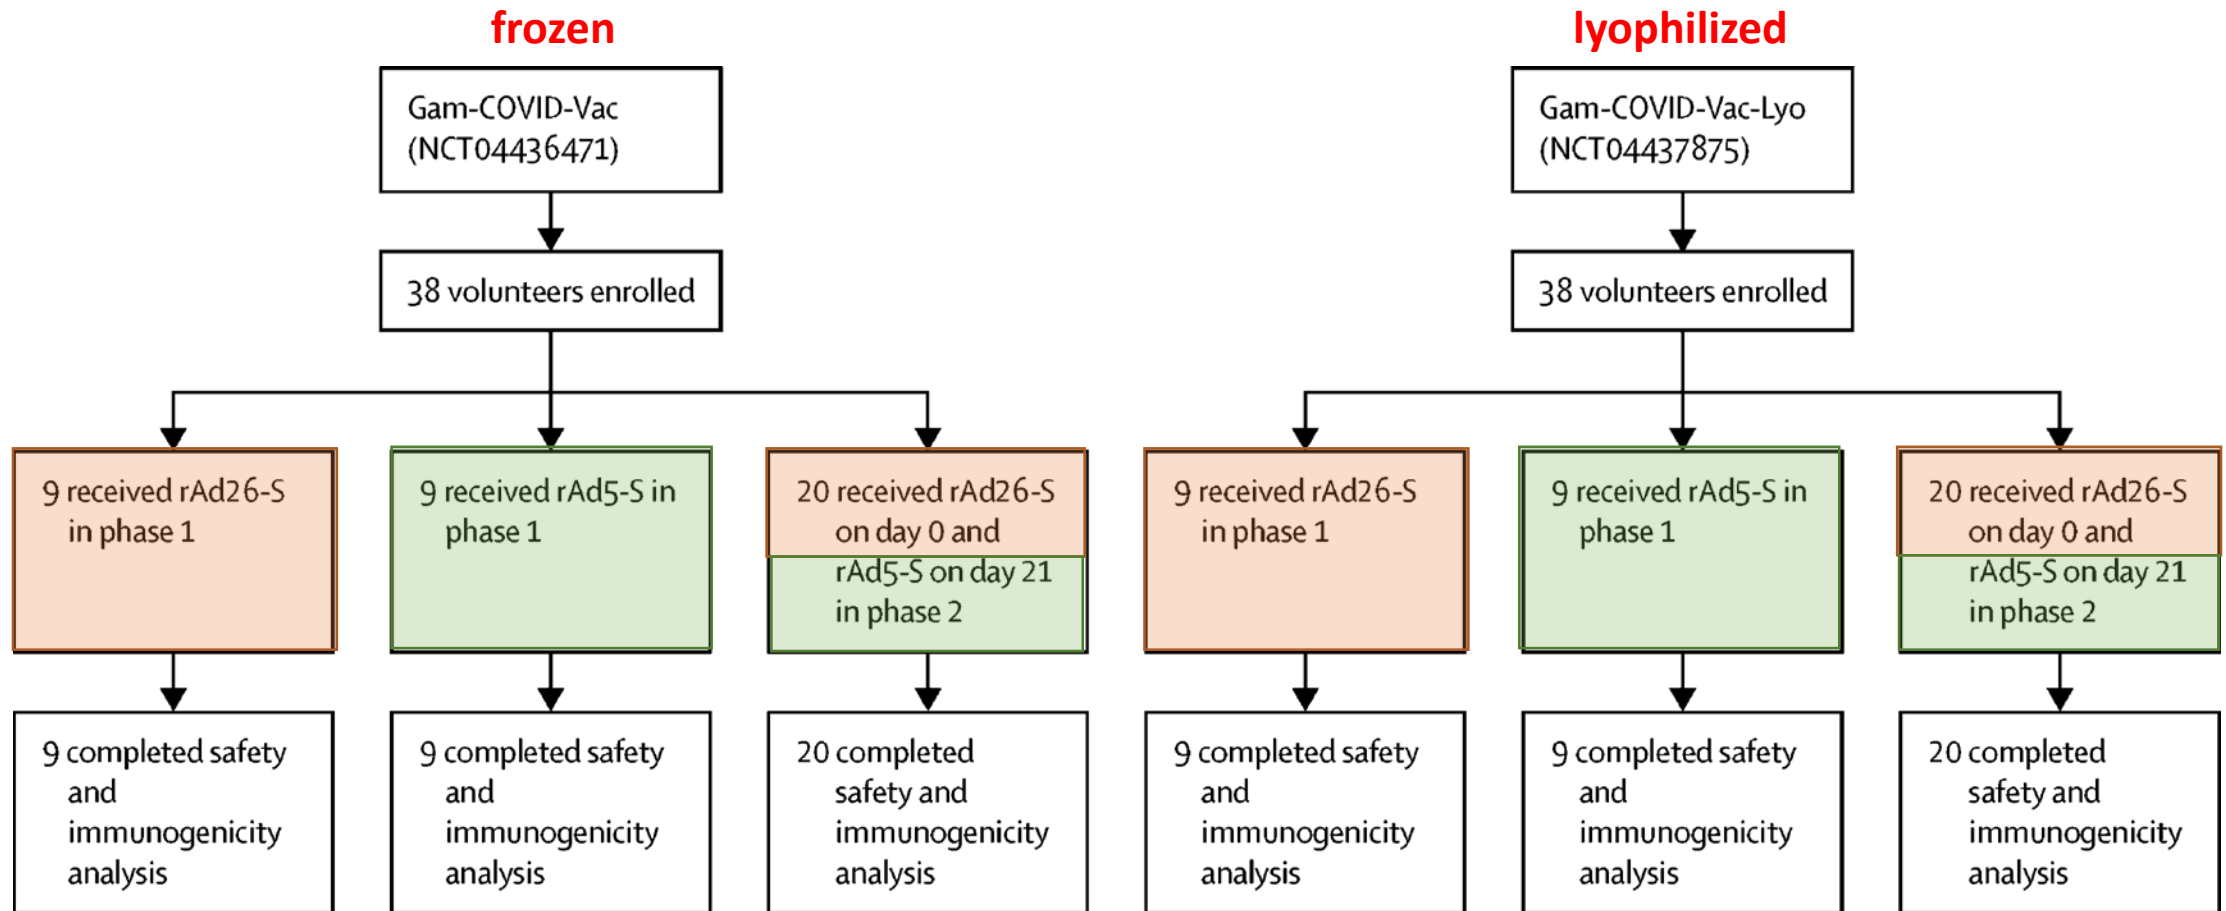 frozen
Gam-COVID-Vac
(NCT04436471)
38 volunteers enrolled
9 received rAd26-S
in phase 1
9 received rAd5-S in
phase 1
20 received rAd26-S
on day 0 and
rAd5-S on day 21
in phase 2
9 completed safety
and
immunogenicity
analysis
9 completed safety
and
immunogenicity
analysis
20 completed
safety and
immunogenicity
analysis
lyophilized
Gam-COVID-Vac-Lyo
(NCT04437875)
38 volunteers enrolled
9 received rAd26-S
in phase 1
9 received rAd5-S in
phase 1
20 received rAd26-S
on day 0 and
rAd5-S on day 21
in phase 2
9 completed safety
and
immunogenicity
analysis
9 completed safety
and
immunogenicity
analysis
20 completed
safety and
immunogenicity
analysis